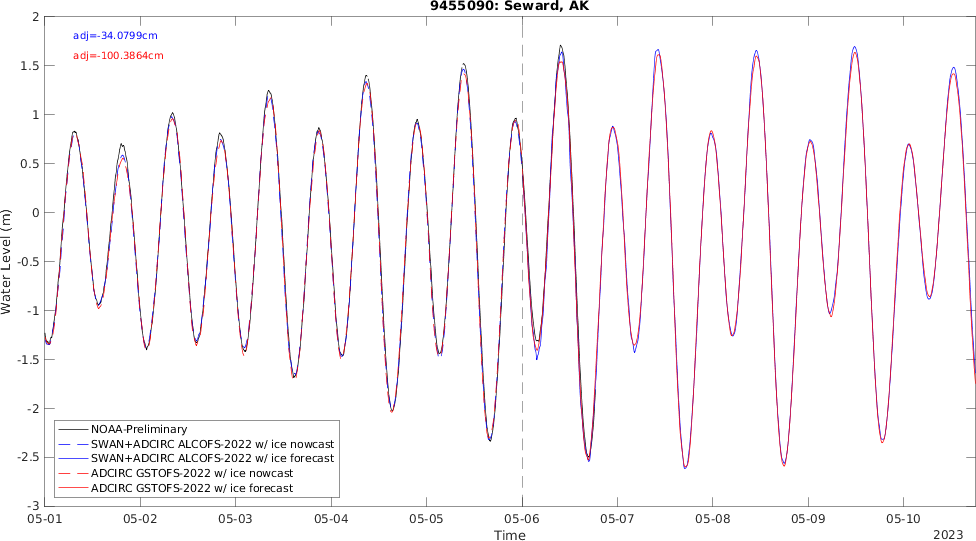 9455090: Seward, AK
adj=-34.0799cm
adj=-100.3864cm
2
1.5
1
0.5
0
-0.5
-1
-1.5
-2
-2.5
-3
Water Level (m)
NOAA-Preliminary
SWAN+ADCIRC ALCOFS-2022 w/ ice nowcast
SWAN+ADCIRC ALCOFS-2022 w/ ice forecast
ADCIRC GSTOFS-2022 w/ ice nowcast
ADCIRC GSTOFS-2022 w/ ice forecast
05-01 05-02 05-03 05-04 05-05 05-06 05-07 05-08 05-09 05-10
Time
2023